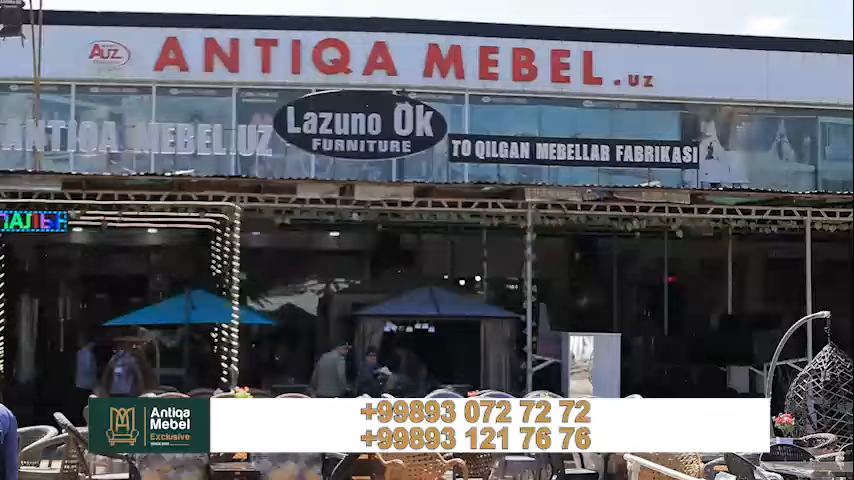 AUZ
ANTIQA MEBEL.UZ
ANTIQA MEBEL.UZ
Lazuno Ok
FURNITURE
TO QILGAN MEBELLAR FABRIKASI
Antiqa
Mebel
Exclusive
+99893 072 72 72
+99893 121 76 76